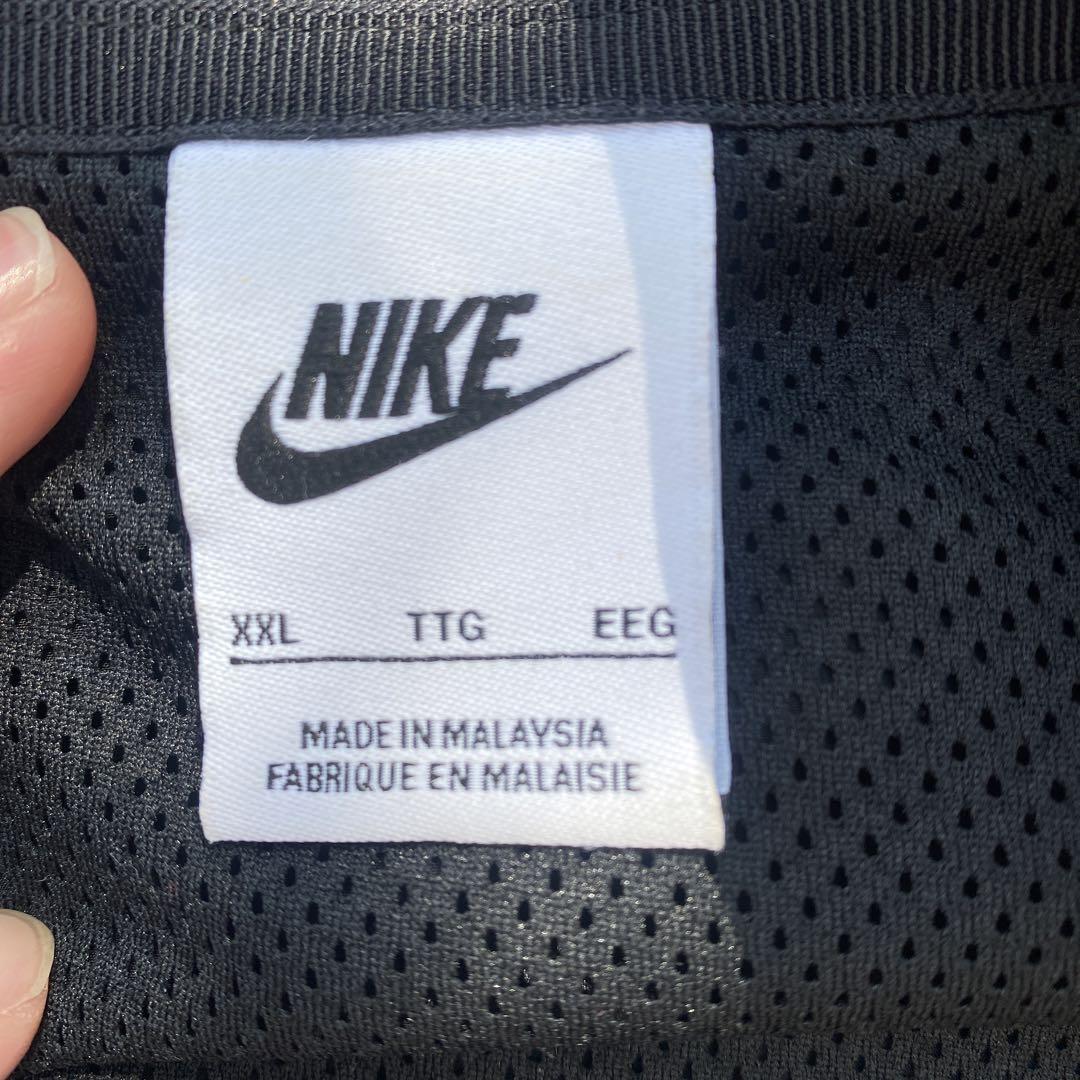 NIKE
XXL TTG EEG
MADE IN MALAYSIA
FABRIQUE EN MALAISIE